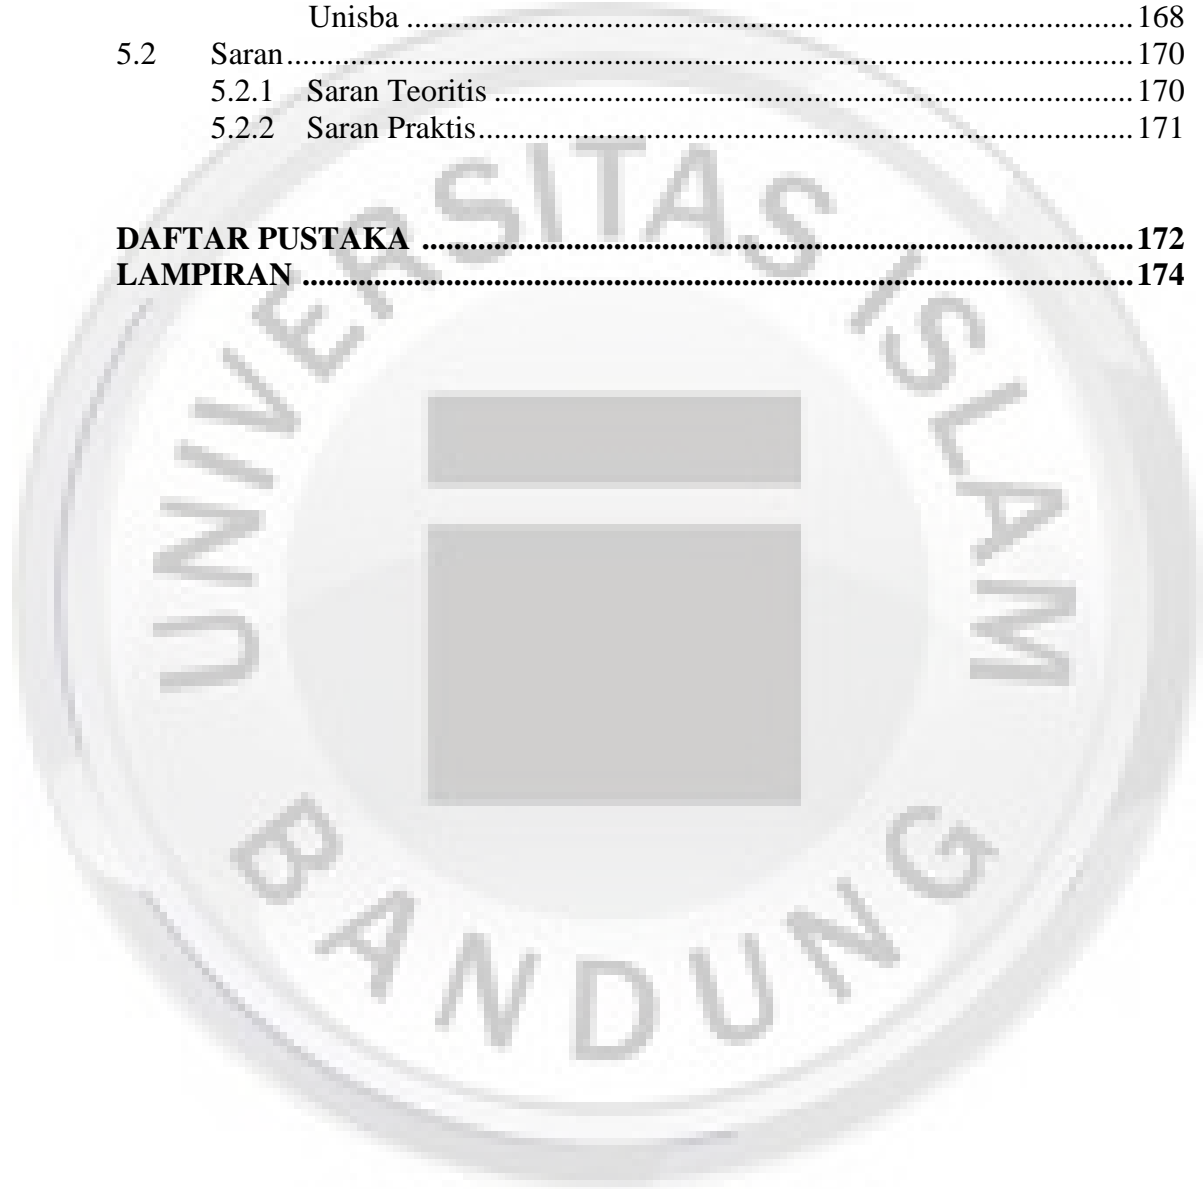 Unisba ........................................................................................... 168
5.2 Saran .......................................................................................................... 170
5.2.1 Saran Teoritis ................................................................................ 170
5.2.2 Saran Praktis .................................................................................. 171
DAFTAR PUSTAKA ......................................................................................... 172
LAMPIRAN ........................................................................................................ 174
UNIVERSITAS ISLAM
BANDUNG